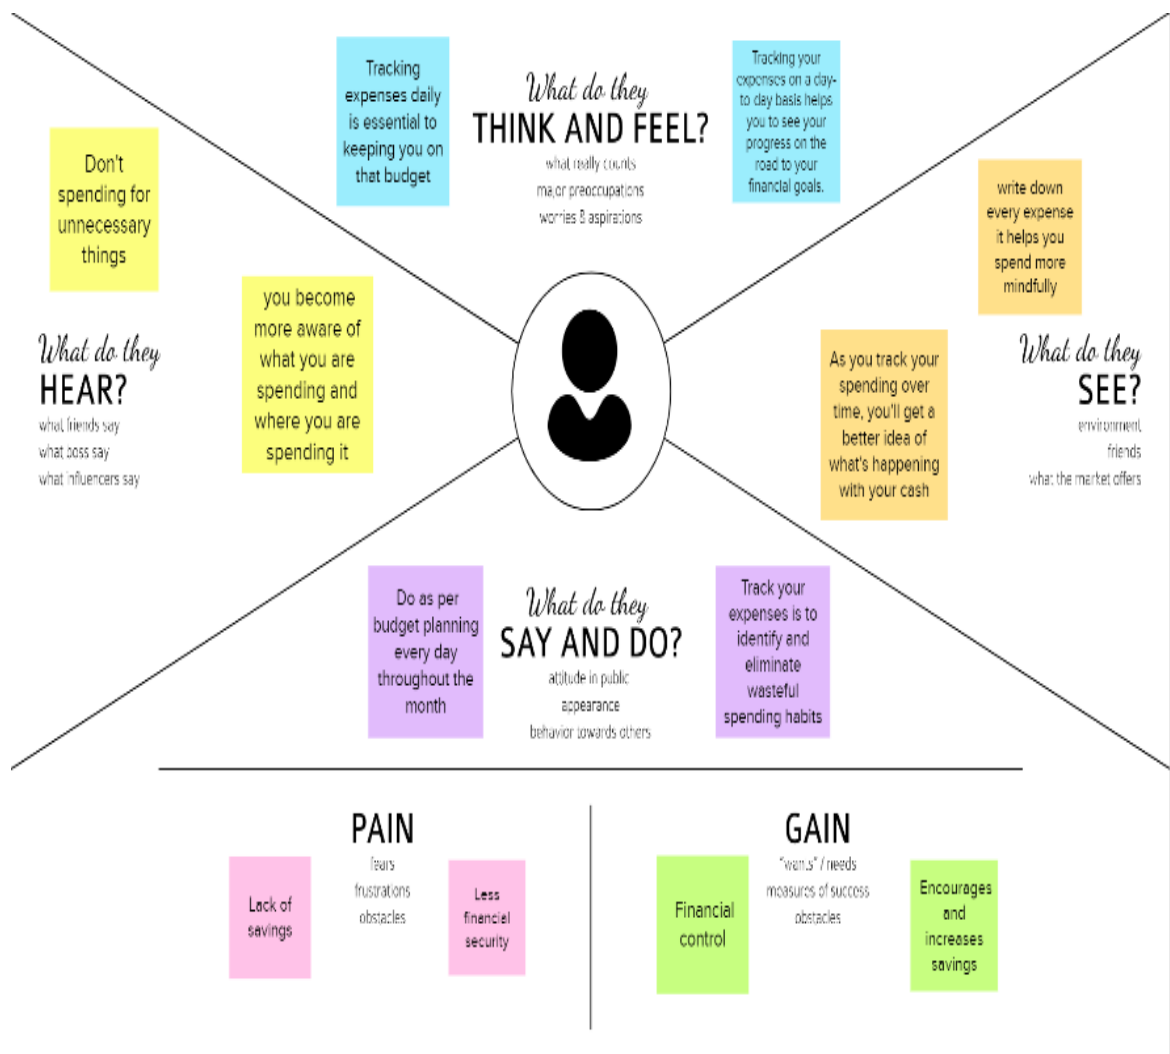 Tracking
expenses daily
is essential to
keeping you on
that budget
What do they
THINK AND FEEL?
what really counts
major preoccupations
worries & aspirations
Tracking your
expenses on a day-
to day basis helps
you to see your
progress on the
road to your
financial goals.
Don't
spending for
unnecessary
things
you become
more aware of
what you are
spending and
where you are
spending it
What do they
HEAR?
what friends say
what boss say
what influencers say
write down
every expense
it helps you
spend more
mindfully
As you track your
spending over
time, you'll get a
better idea of
what's happening
with your cash
What do they
SEE?
environment
friends
what the market offers
Do as per
budget planning
every day
throughout the
month
What do they
SAY AND DO?
attitude in public
appearance
behavior towards others
Track your
expenses is to
identify and
eliminate
wasteful
spending habits
PAIN
fears
frustrations
obstacles
Lack of
savings
Less
financial
security
GAIN
"wants" / needs
measures of success
obstacles
Financial
control
Encourages
and
increases
savings